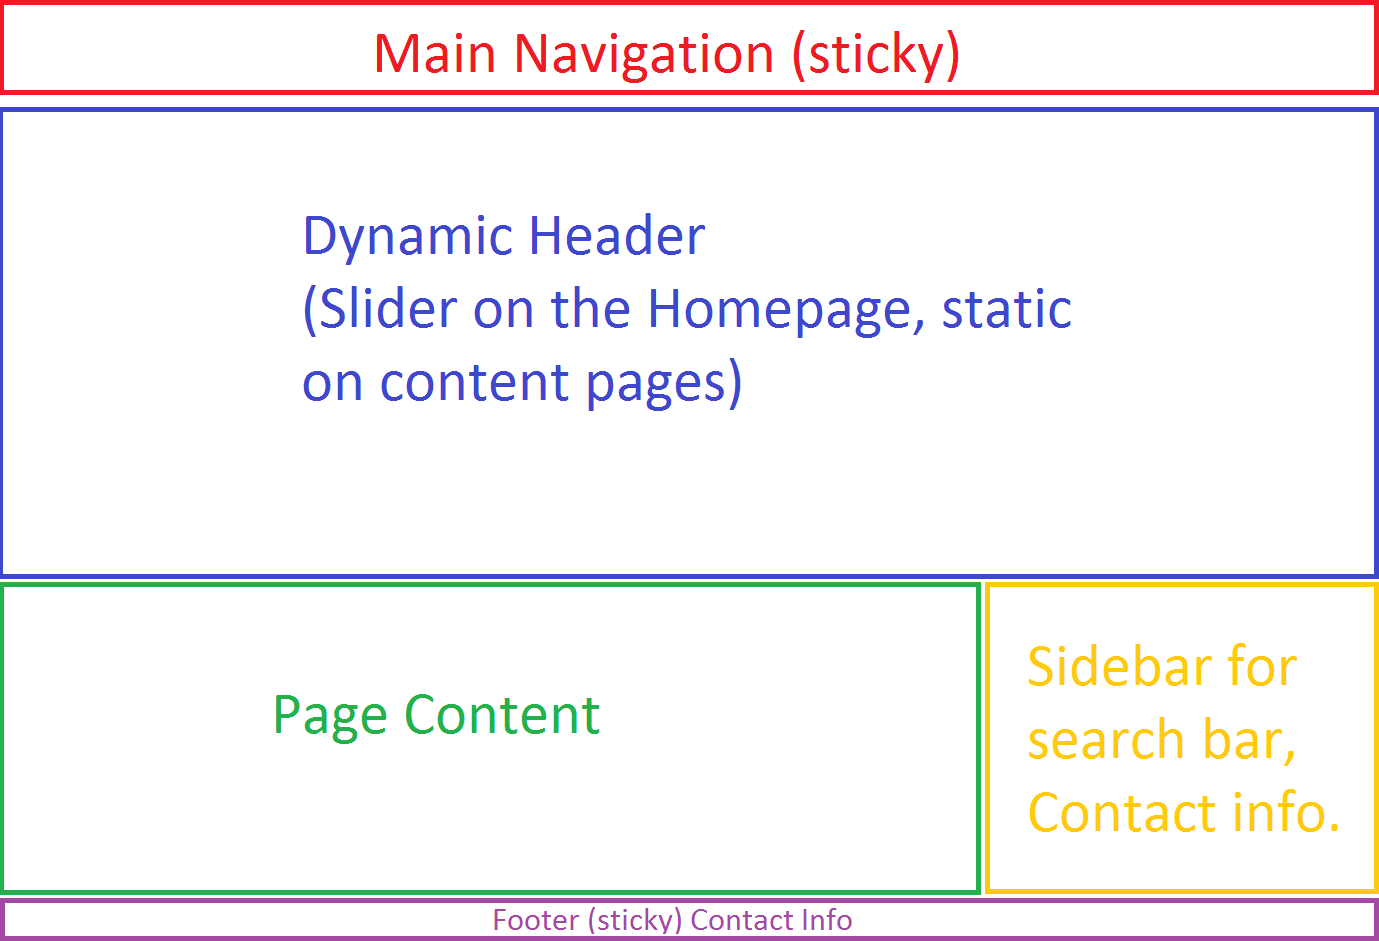 Main Navigation (sticky)
Dynamic Header
(Slider on the Homepage, static
on content pages)
Page Content
Sidebar for
search bar,
Contact info.
Footer (sticky) Contact Info